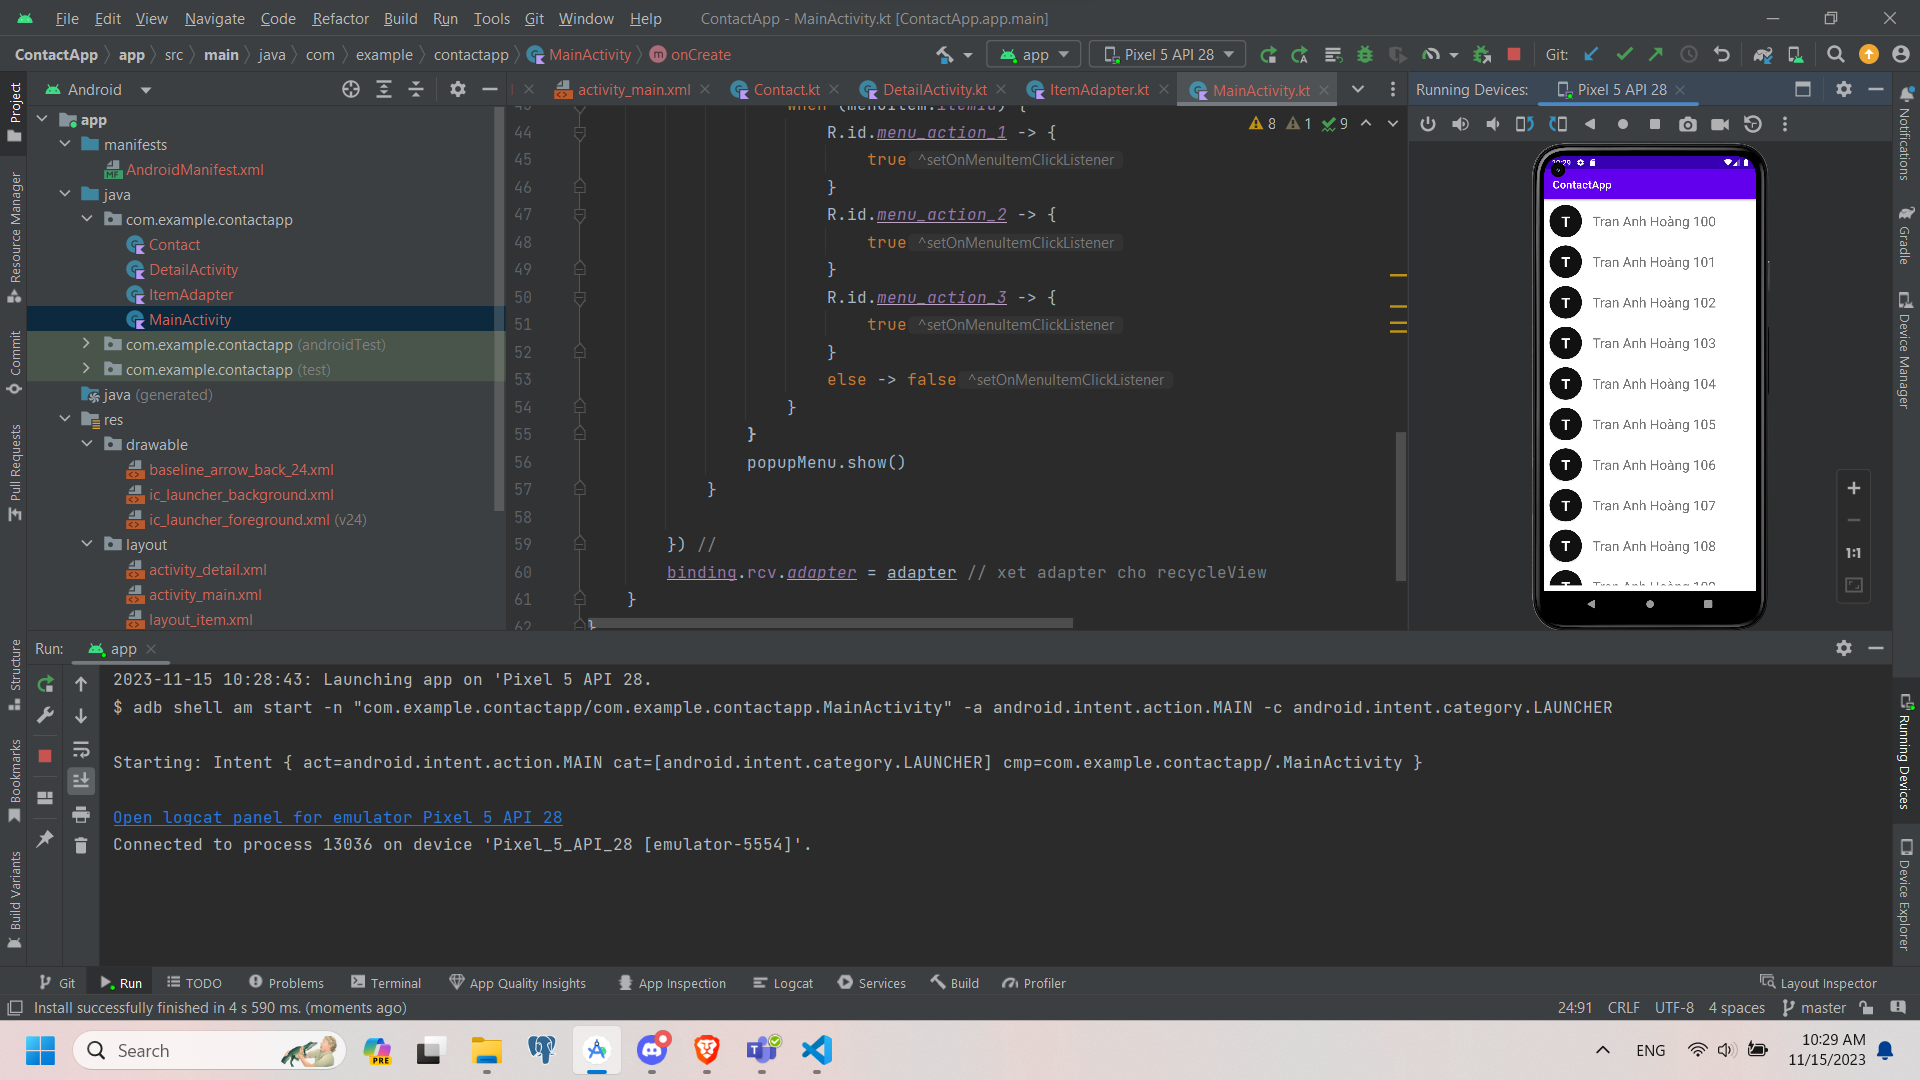 File Edit View Navigate Code Refactor Build Run Tools Git Window Help ContactApp - MainActivity.kt [ContactApp.app.main]
ContactApp app src main java com example contactapp MainActivity onCreate app Pixel 5 API 28 Git:
Android
activity_main.xml Contact.kt DetailActivity.kt ItemAdapter.kt MainActivity.kt
Running Devices: Pixel 5 API 28
Project
Resource Manager
Commit
Pull Requests
Structure
Bookmarks
Build Variants
app
manifests
AndroidManifest.xml
java
com.example.contactapp
Contact
DetailActivity
ItemAdapter
MainActivity
com.example.contactapp (androidTest)
com.example.contactapp (test)
java (generated)
res
drawable
baseline_arrow_back_24.xml
ic_launcher_background.xml
ic_launcher_foreground.xml (v24)
layout
activity_detail.xml
activity_main.xml
layout_item.xml
8 1 9
44 R.id.menu_action_1 -> {
45 true ^setOnMenuItemClickListener
46 }
47 R.id.menu_action_2 -> {
48 true ^setOnMenuItemClickListener
49 }
50 R.id.menu_action_3 -> {
51 true ^setOnMenuItemClickListener
52 }
53 else -> false ^setOnMenuItemClickListener
54 }
55 }
56 popupMenu.show()
57 }
58
59 }) //
60 binding.rcv.adapter = adapter // xet adapter cho recycleView
61 }
62 }
10:29
ContactApp
T Tran Anh Hoàng 100
T Tran Anh Hoàng 101
T Tran Anh Hoàng 102
T Tran Anh Hoàng 103
T Tran Anh Hoàng 104
T Tran Anh Hoàng 105
T Tran Anh Hoàng 106
T Tran Anh Hoàng 107
T Tran Anh Hoàng 108
1:1
Notifications
Gradle
Device Manager
Running Devices
Device Explorer
Run: app
2023-11-15 10:28:43: Launching app on 'Pixel 5 API 28.
$ adb shell am start -n "com.example.contactapp/com.example.contactapp.MainActivity" -a android.intent.action.MAIN -c android.intent.category.LAUNCHER
Starting: Intent { act=android.intent.action.MAIN cat=[android.intent.category.LAUNCHER] cmp=com.example.contactapp/.MainActivity }
Open logcat panel for emulator Pixel 5 API 28
Connected to process 13036 on device 'Pixel_5_API_28 [emulator-5554]'.
Git Run TODO Problems Terminal App Quality Insights App Inspection Logcat Services Build Profiler Layout Inspector
Install successfully finished in 4 s 590 ms. (moments ago) 24:91 CRLF UTF-8 4 spaces master
Search PRE ENG 10:29 AM
11/15/2023